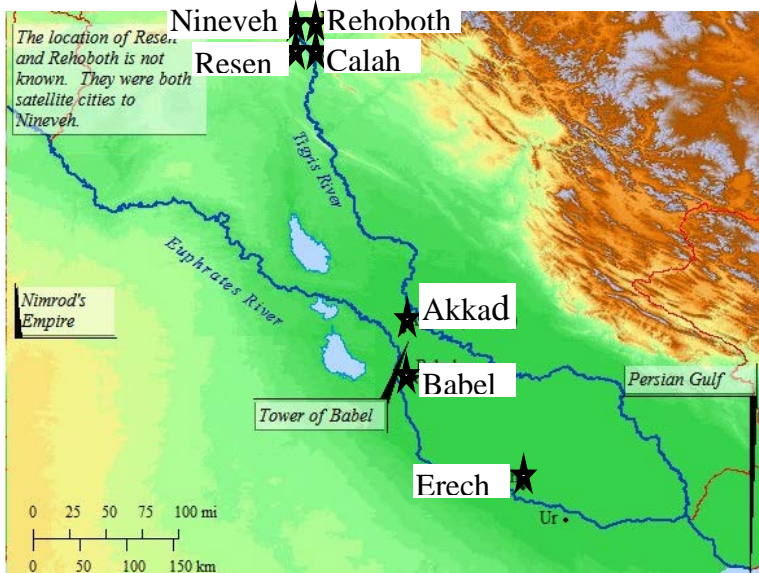 Nineveh
Rehoboth
The location of Resen
and Rehoboth is not
known. They were both
satellite cities to
Nineveh.
Resen
Calah
Tigris River
Euphrates River
Nimrod's
Empire
Akkad
Babel
Persian Gulf
Tower of Babel
Erech
Ur
0 25 50 75 100 mi
0 50 100 150 km